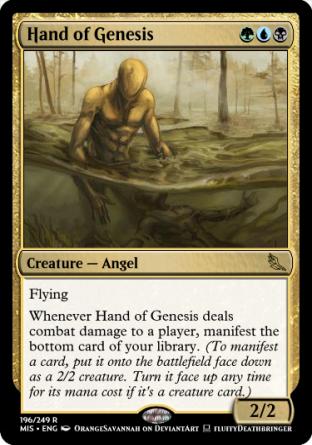 Hand of Genesis
Creature — Angel
Flying
Whenever Hand of Genesis deals
combat damage to a player, manifest the
bottom card of your library. (To manifest
a card, put it onto the battlefield face down
as a 2/2 creature. Turn it face up any time
for its mana cost if it's a creature card.)
2/2
196/249 R
MIS • ENG OrangeSavannah on DeviantArt fluffyDeathbringer